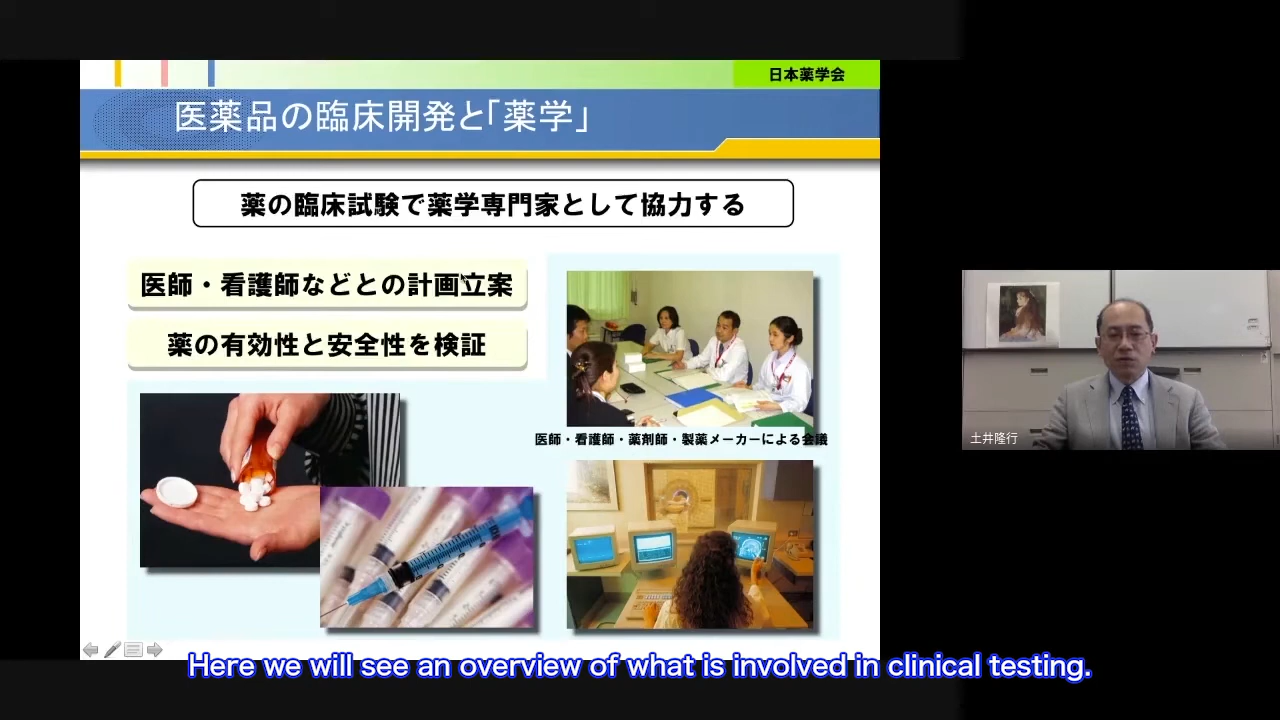 日本薬学会
医薬品の臨床開発と「薬学」
薬の臨床試験で薬学専門家として協力する
医師・看護師などとの計画立案
薬の有効性と安全性を検証
医師・看護師・薬剤師・製薬メーカーによる会議
土井隆行
Here we will see an overview of what is involved in clinical testing.